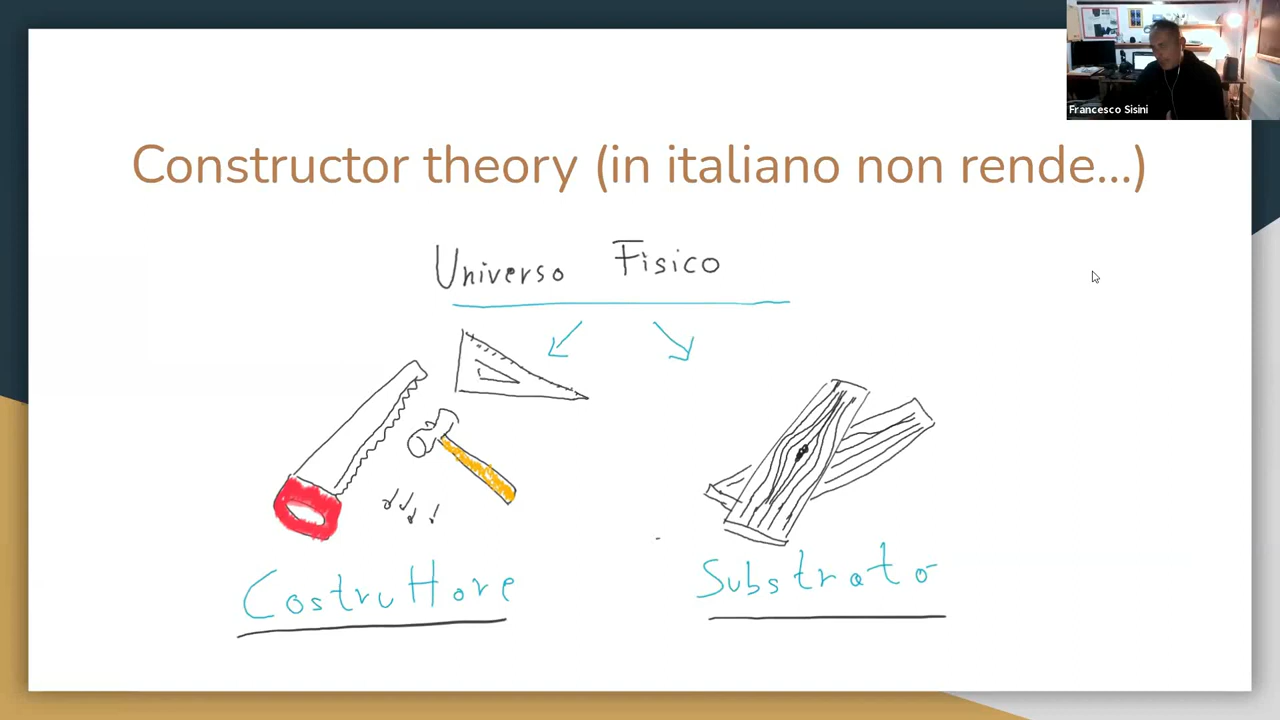 Francesco Sisini
Constructor theory (in italiano non rende...)
Universo Fisico
Costruttore
Substrato